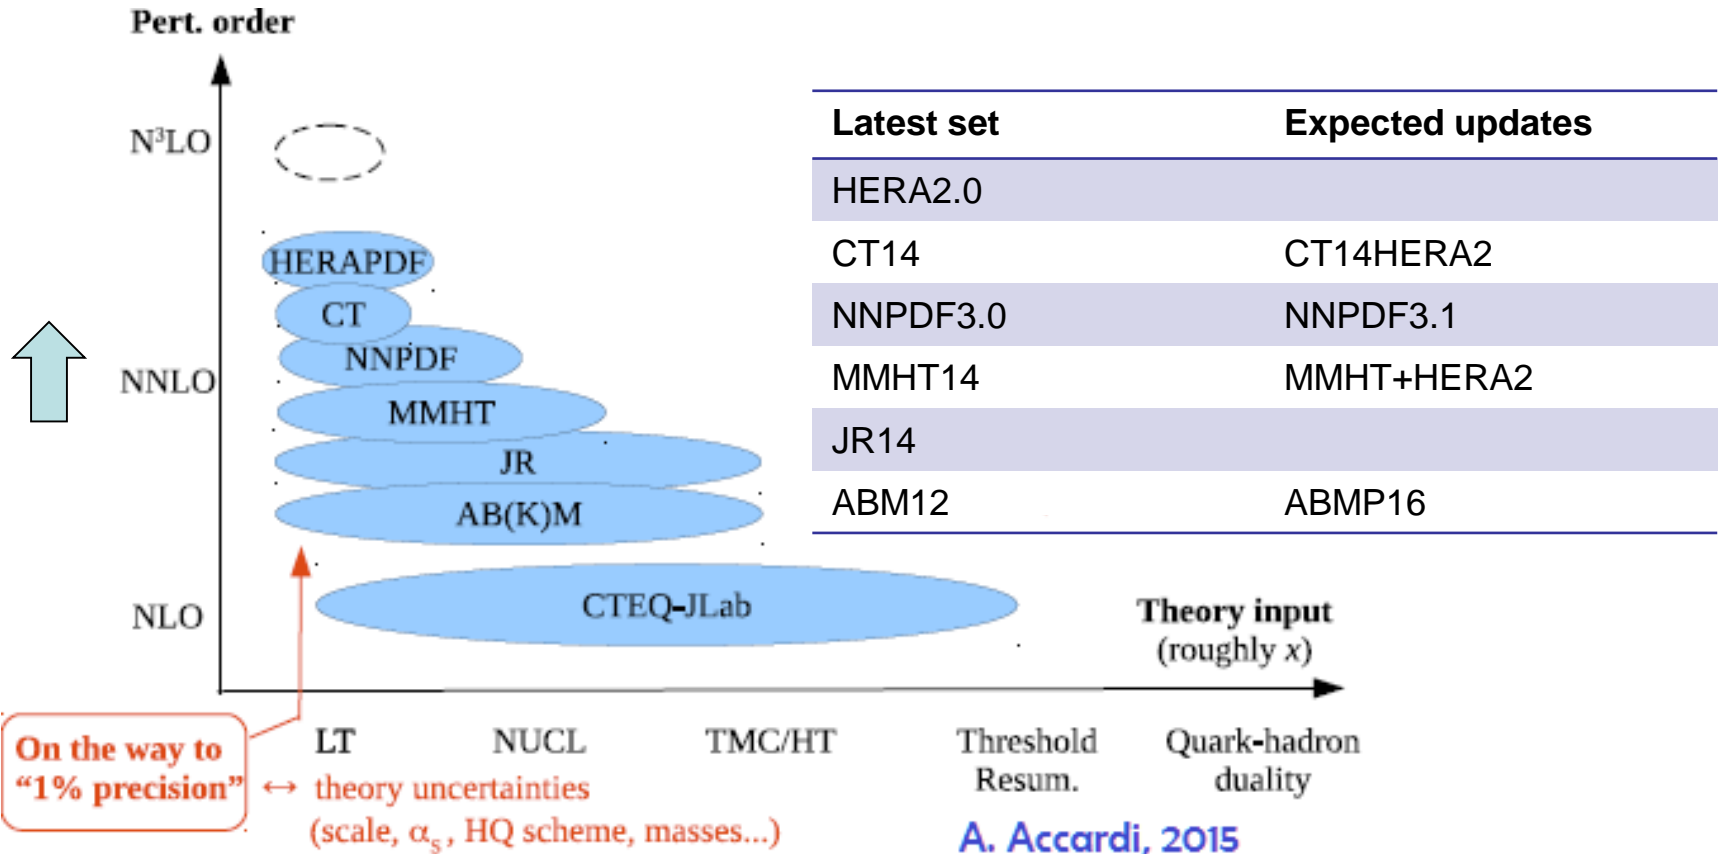 Pert. order
N³LO
HERAPDF
CT
NNPDF
NNLO
MMHT
JR
AB(K)M
NLO
CTEQ-JLab
Theory input
(roughly x)
LT
NUCL
TMC/HT
Threshold
Resum.
Quark-hadron
duality
On the way to
“1% precision”
↔ theory uncertainties
(scale, αₛ, HQ scheme, masses...)
A. Accardi, 2015
Latest set Expected updates
HERA2.0
CT14 CT14HERA2
NNPDF3.0 NNPDF3.1
MMHT14 MMHT+HERA2
JR14
ABM12 ABMP16